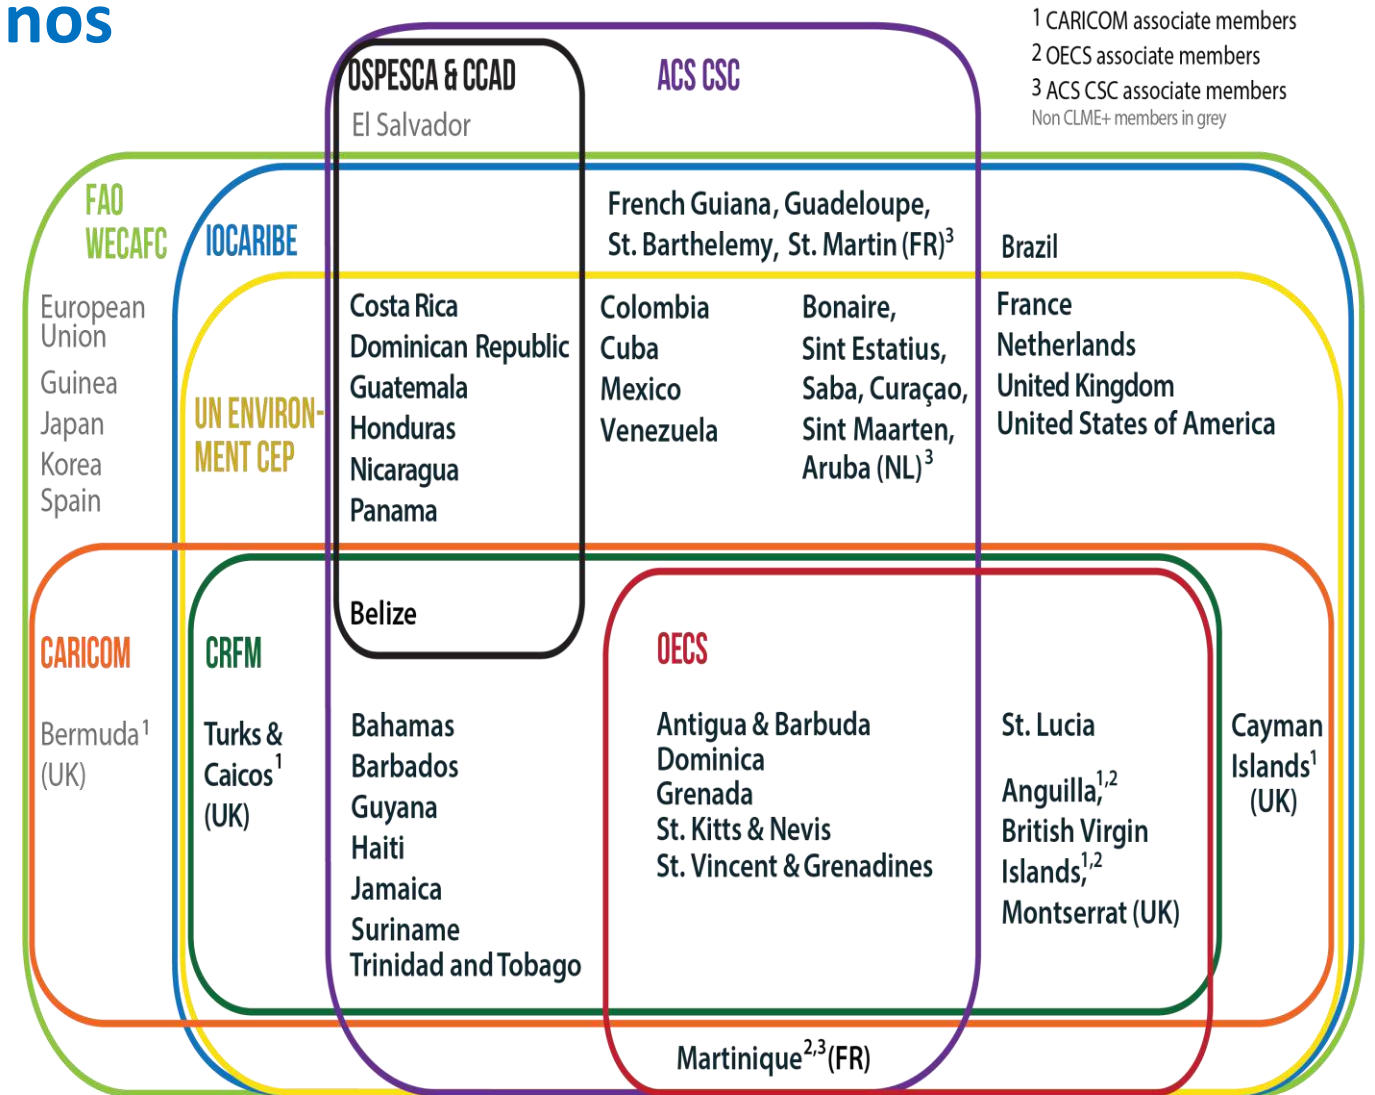 nos
1 CARICOM associate members
2 OECS associate members
3 ACS CSC associate members
Non CLME+ members in grey
OSPESCA & CCAD
ACS CSC
El Salvador
FAO
WECAFC
IOCARIBE
French Guiana, Guadeloupe,
St. Barthelemy, St. Martin (FR)3
Brazil
European
Union
Guinea
Japan
Korea
Spain
UN ENVIRON-
MENT CEP
Costa Rica
Dominican Republic
Guatemala
Honduras
Nicaragua
Panama
Colombia
Cuba
Mexico
Venezuela
Bonaire,
Sint Estatius,
Saba, Curaçao,
Sint Maarten,
Aruba (NL)3
France
Netherlands
United Kingdom
United States of America
Belize
CARICOM
CRFM
OECS
Bermuda1
(UK)
Turks &
Caicos1
(UK)
Bahamas
Barbados
Guyana
Haiti
Jamaica
Suriname
Trinidad and Tobago
Antigua & Barbuda
Dominica
Grenada
St. Kitts & Nevis
St. Vincent & Grenadines
St. Lucia
Anguilla,1,2
British Virgin
Islands,1,2
Montserrat (UK)
Cayman
Islands1
(UK)
Martinique2,3(FR)